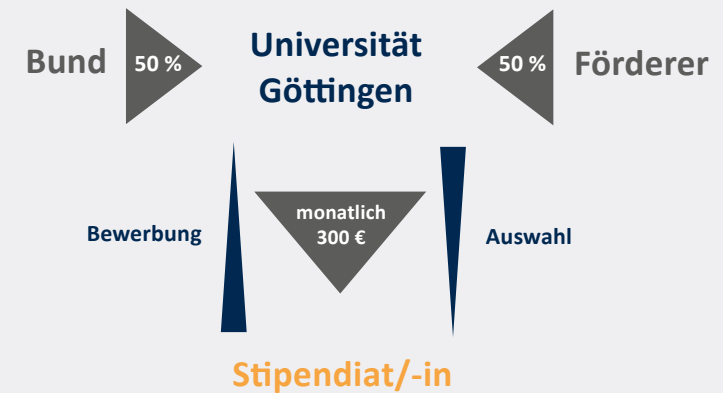 Bund
50 %
Universität
Göttingen
50 %
Förderer
Bewerbung
monatlich
300 €
Auswahl
Stipendiat/-in